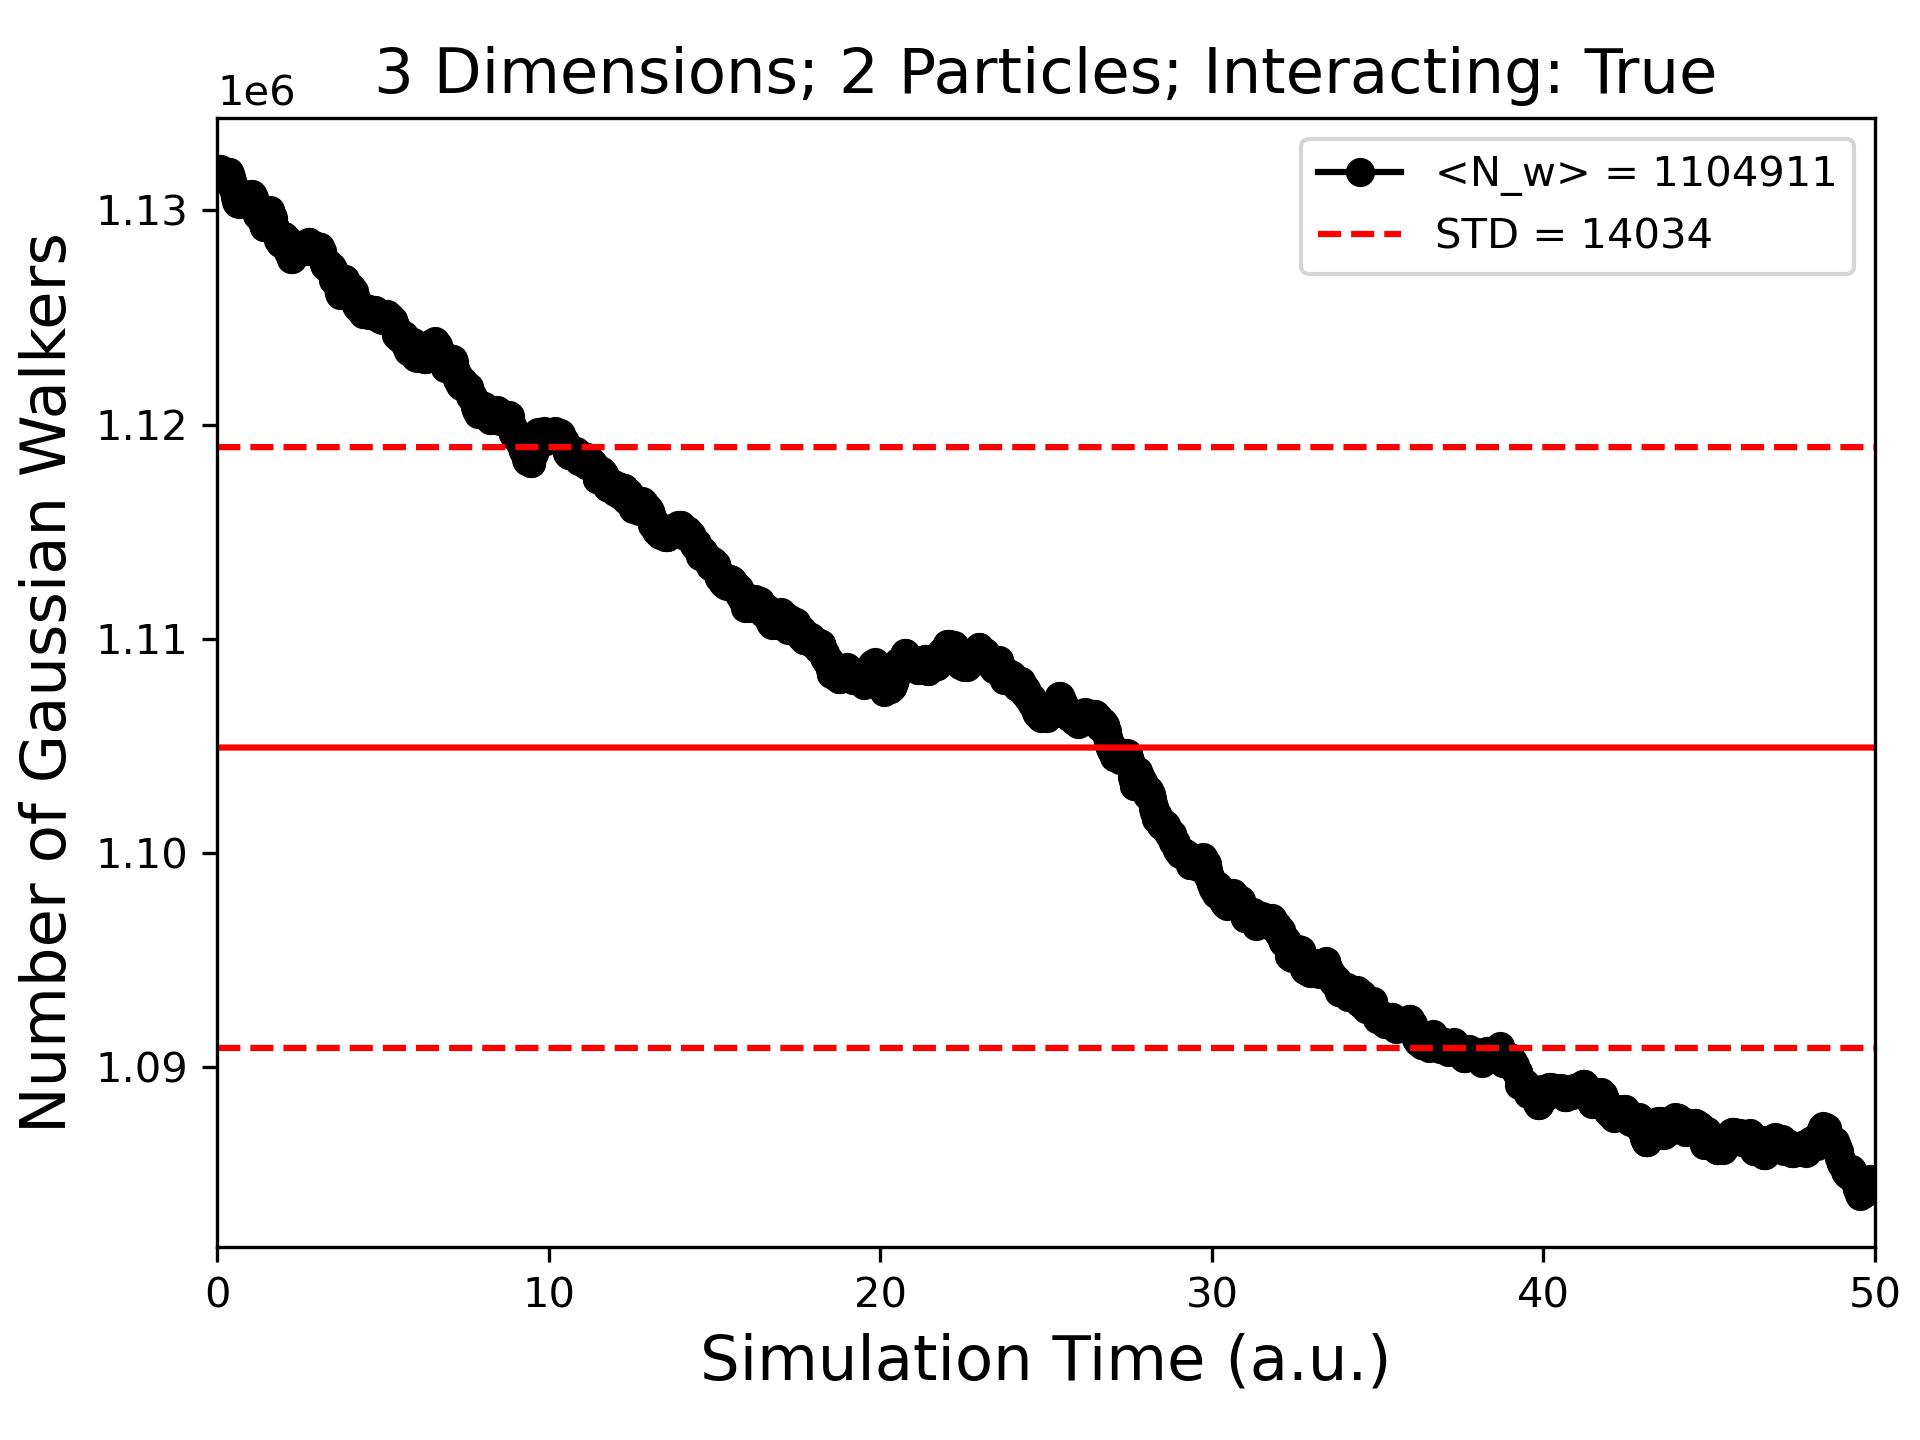 3 Dimensions; 2 Particles; Interacting: True
1e6
<N_w> = 1104911
STD = 14034
Number of Gaussian Walkers
1.13
1.12
1.11
1.10
1.09
0 10 20 30 40 50
Simulation Time (a.u.)